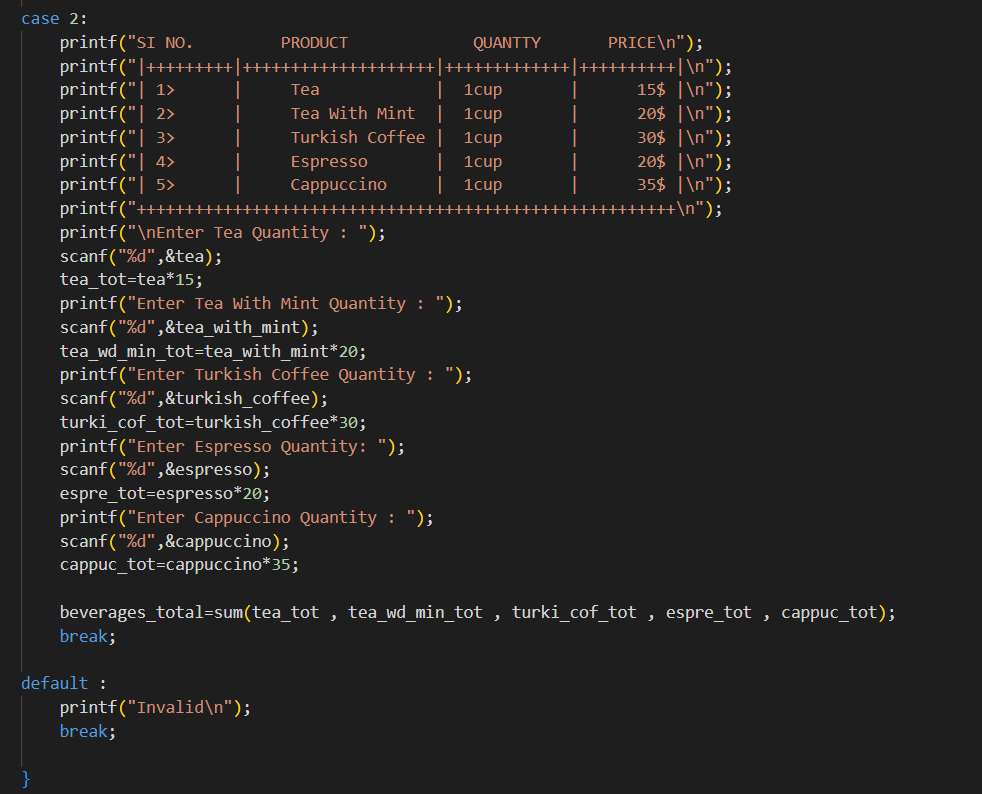 case 2:
    printf("SI NO.         PRODUCT             QUANTTY       PRICE\n");
    printf("|+++++++++|++++++++++++++++++++|+++++++++++++|++++++++++|\n");
    printf("| 1>      |     Tea            |  1cup       |      15$ |\n");
    printf("| 2>      |     Tea With Mint  |  1cup       |      20$ |\n");
    printf("| 3>      |     Turkish Coffee |  1cup       |      30$ |\n");
    printf("| 4>      |     Espresso       |  1cup       |      20$ |\n");
    printf("| 5>      |     Cappuccino     |  1cup       |      35$ |\n");
    printf("++++++++++++++++++++++++++++++++++++++++++++++++++++++++\n");
    printf("\nEnter Tea Quantity : ");
    scanf("%d",&tea);
    tea_tot=tea*15;
    printf("Enter Tea With Mint Quantity : ");
    scanf("%d",&tea_with_mint);
    tea_wd_min_tot=tea_with_mint*20;
    printf("Enter Turkish Coffee Quantity : ");
    scanf("%d",&turkish_coffee);
    turki_cof_tot=turkish_coffee*30;
    printf("Enter Espresso Quantity: ");
    scanf("%d",&espresso);
    espre_tot=espresso*20;
    printf("Enter Cappuccino Quantity : ");
    scanf("%d",&cappuccino);
    cappuc_tot=cappuccino*35;

    beverages_total=sum(tea_tot , tea_wd_min_tot , turki_cof_tot , espre_tot , cappuc_tot);
    break;

default :
    printf("Invalid\n");
    break;

}